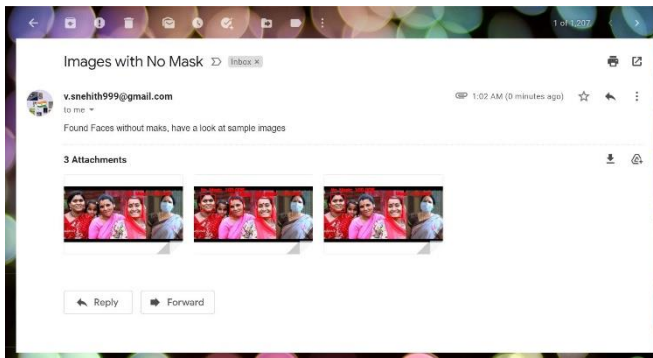 1 of 1,207
Images with No Mask Inbox ×
v.snehith999@gmail.com 1:02 AM (0 minutes ago)
to me
Found Faces without maks, have a look at sample images
3 Attachments
Reply Forward